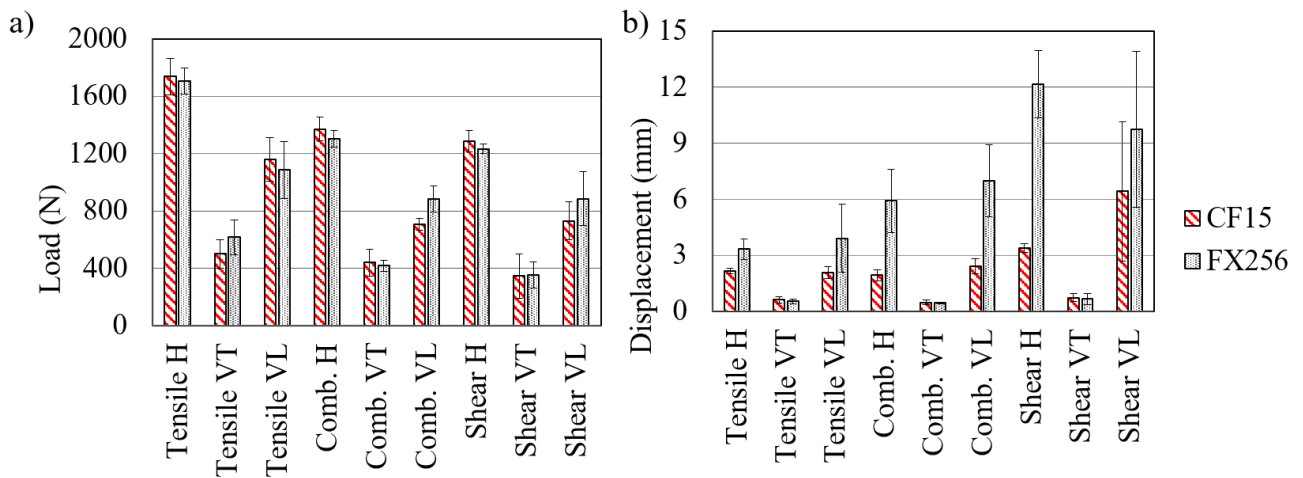 a)
Load (N)
2000
1600
1200
800
400
0
Tensile H
Tensile VT
Tensile VL
Comb. H
Comb. VT
Comb. VL
Shear H
Shear VT
Shear VL
b)
Displacement (mm)
15
12
9
6
3
0
Tensile H
Tensile VT
Tensile VL
Comb. H
Comb. VT
Comb. VL
Shear H
Shear VT
Shear VL
CF15
FX256